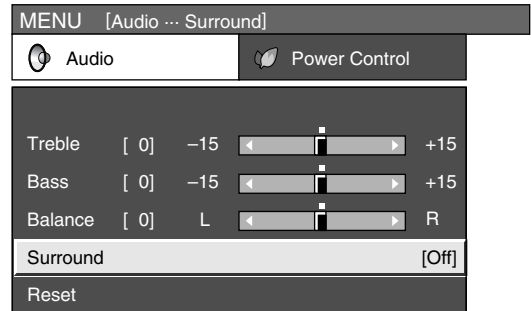 MENU [Audio ··· Surround]
Audio Power Control
Treble [ 0] –15 +15
Bass [ 0] –15 +15
Balance [ 0] L R
Surround [Off]
Reset